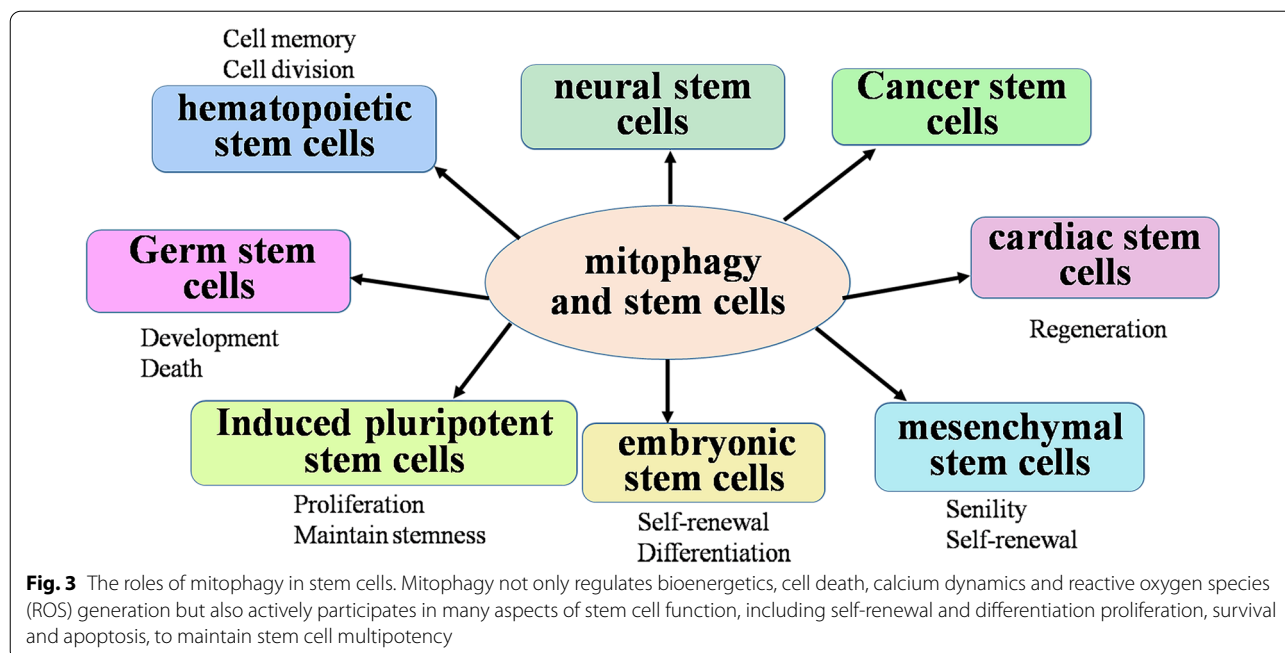 Cell memory
Cell division
hematopoietic
stem cells
neural stem
cells
Cancer stem
cells
Germ stem
cells
Development
Death
mitophagy
and stem cells
cardiac stem
cells
Regeneration
Induced pluripotent
stem cells
Proliferation
Maintain stemness
embryonic
stem cells
Self-renewal
Differentiation
mesenchymal
stem cells
Senility
Self-renewal
Fig. 3 The roles of mitophagy in stem cells. Mitophagy not only regulates bioenergetics, cell death, calcium dynamics and reactive oxygen species
(ROS) generation but also actively participates in many aspects of stem cell function, including self-renewal and differentiation proliferation, survival
and apoptosis, to maintain stem cell multipotency